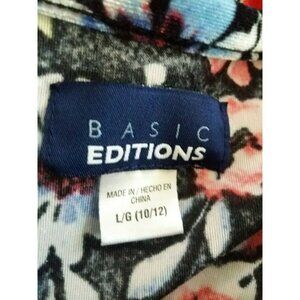 BASIC
EDITIONS
MADE IN / HECHO EN
CHINA
L/G (10/12)